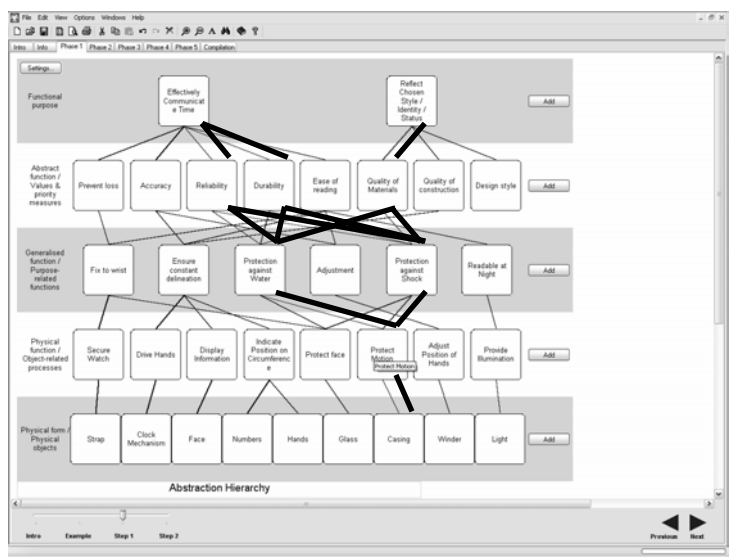 File Edit View Options Windows Help
Intro Info Phase 1 Phase 2 Phase 3 Phase 4 Phase 5 Compilation
Settings...
Functional
purpose
Effectively
Communicat
e Time
Reflect
Chosen
Style /
Identity /
Status
Add
Abstract
function /
Values &
priority
measures
Prevent loss
Accuracy
Reliability
Durability
Ease of
reading
Quality of
Materials
Quality of
construction
Design style
Add
Generalised
function /
Purpose-
related
functions
Fix to wrist
Ensure
constant
delineation
Protection
against
Water
Adjustment
Protection
against
Shock
Readable at
Night
Add
Physical
function /
Object-related
processes
Secure
Watch
Drive Hands
Display
Information
Indicate
Position on
Circumferenc
e
Protect face
Protect
Motion
Protect Motion
Adjust
Position of
Hands
Provide
Illumination
Add
Physical form /
Physical
objects
Strap
Clock
Mechanism
Face
Numbers
Hands
Glass
Casing
Winder
Light
Add
Abstraction Hierarchy
Intro Example Step 1 Step 2
Previous Next